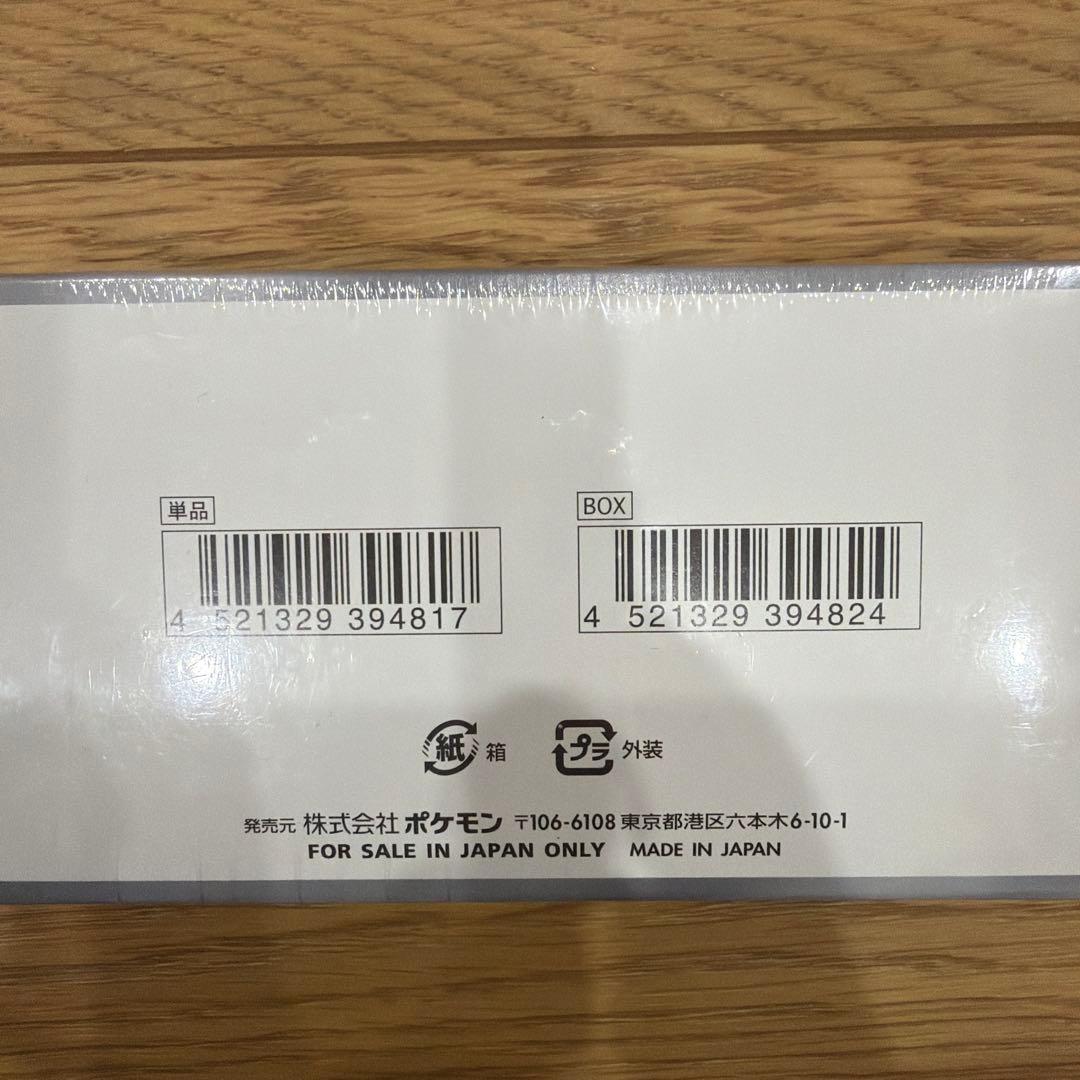 単品
BOX
4 521329 394817
4 521329 394824
紙 箱
プラ 外装
発売元 株式会社 ポケモン 〒106-6108 東京都港区六本木6-10-1
FOR SALE IN JAPAN ONLY MADE IN JAPAN